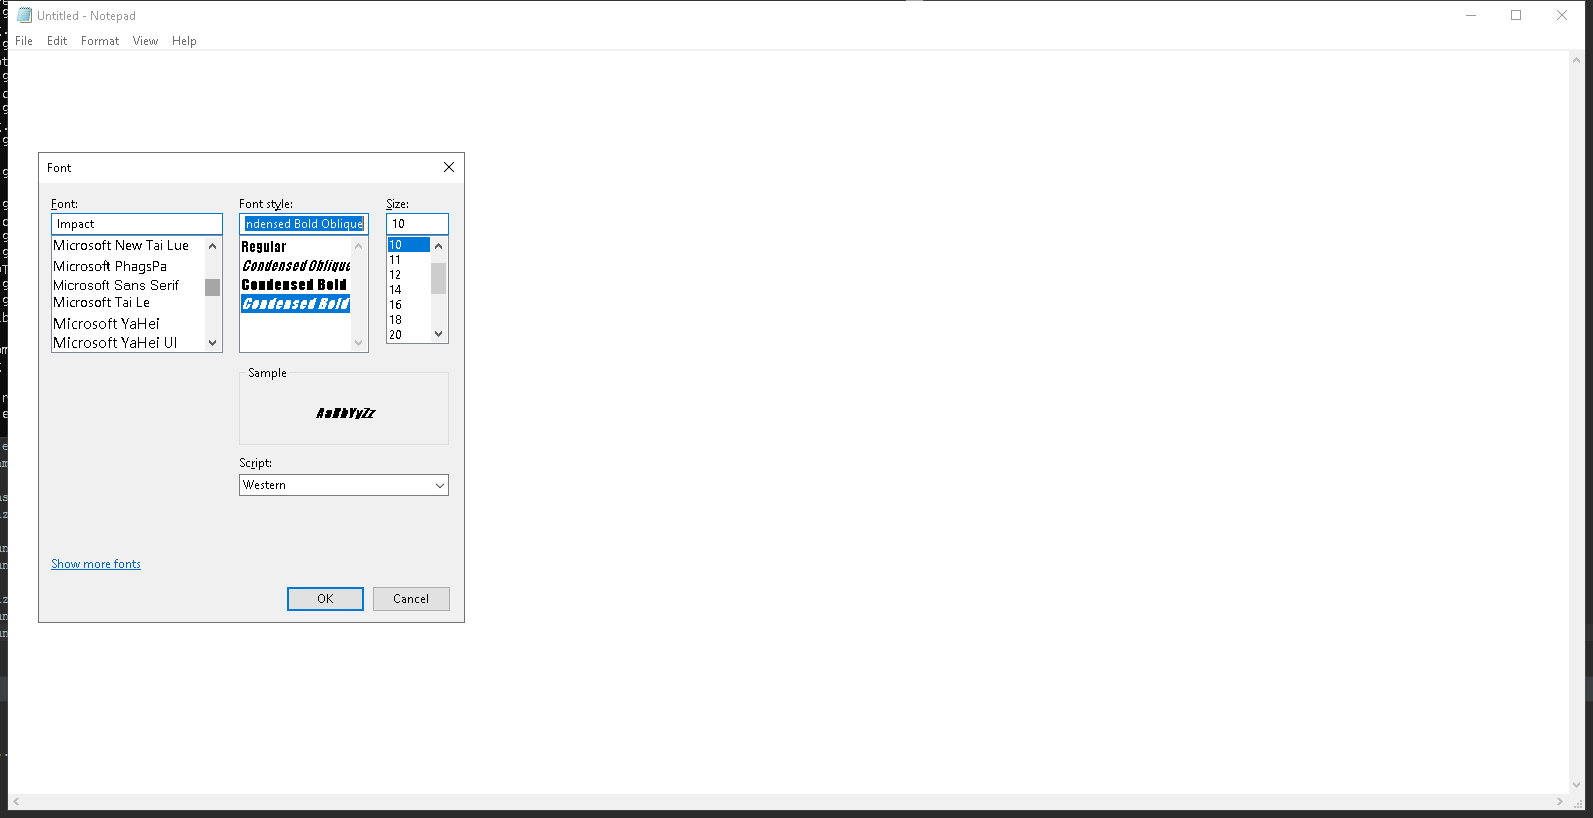 Untitled - Notepad
File Edit Format View Help
Font
Font: Font style: Size:
Impact ndensed Bold Oblique 10
Microsoft New Tai Lue
Microsoft PhagsPa
Microsoft Sans Serif
Microsoft Tai Le
Microsoft YaHei
Microsoft YaHei UI
Regular
Condensed Oblique
Condensed Bold
Condensed Bold
10
11
12
14
16
18
20
Sample
AaBbYyZz
Script:
Western
Show more fonts
OK Cancel